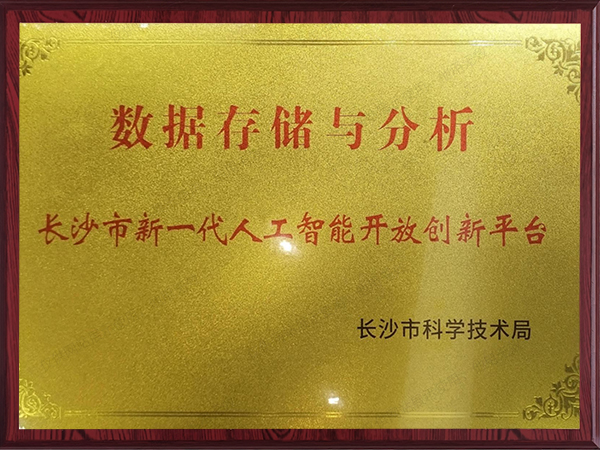 数据存储与分析
长沙市新一代人工智能开放创新平台
长沙市科学技术局